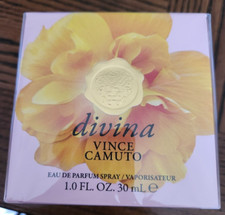 divina
VINCE
CAMUTO
EAU DE PARFUM SPRAY / VAPORISATEUR
1.0 FL. OZ. 30 mL ℮